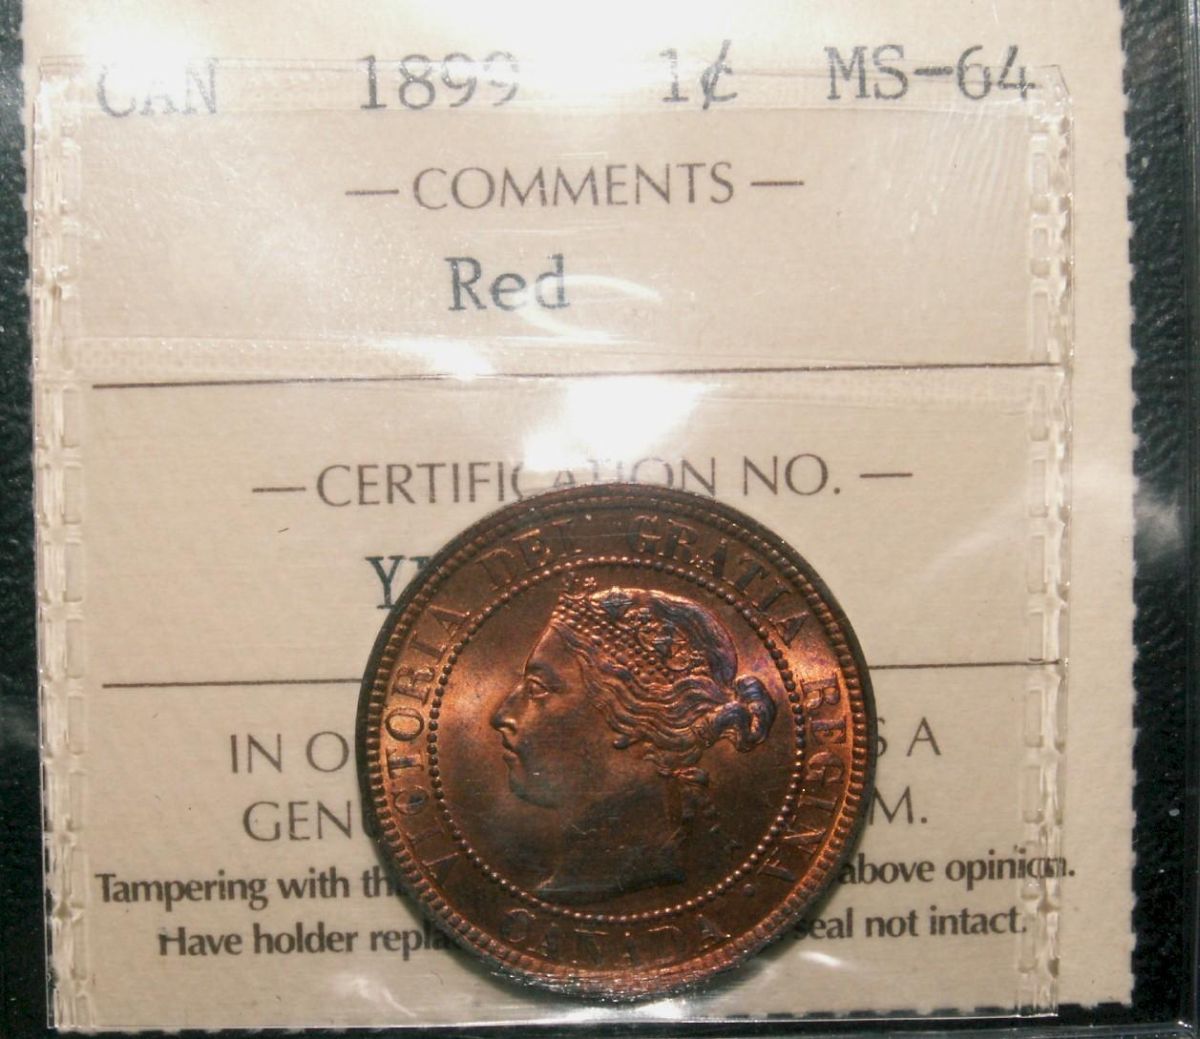 CAN 1899 1¢ MS-64
— COMMENTS —
Red
— CERTIFICATION NO. —
IN O
S A
GENU
M.
Tampering with th
above opinion.
Have holder repla
seal not intact.
VICTORIA DEI GRATIA REGINA.
CANADA